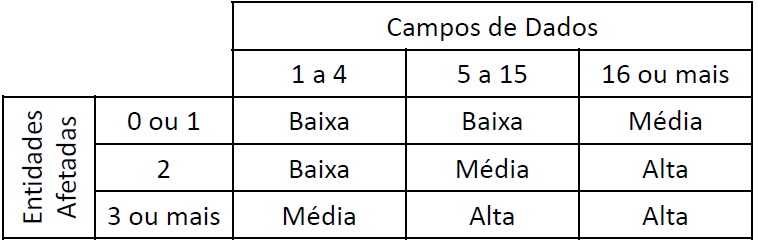 Campos de Dados
1 a 4 5 a 15 16 ou mais
Entidades
Afetadas
0 ou 1 Baixa Baixa Média
2 Baixa Média Alta
3 ou mais Média Alta Alta